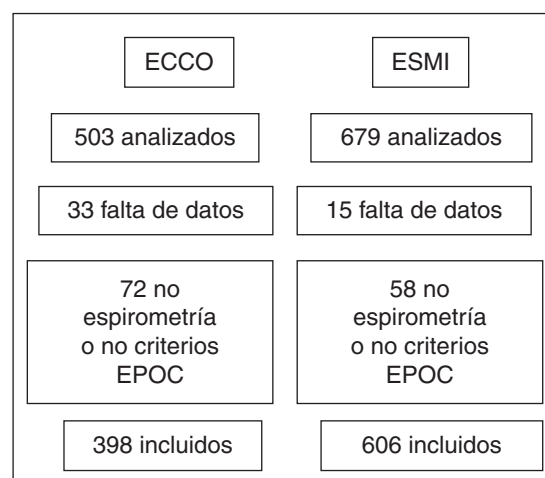 ECCO
ESMI
503 analizados
679 analizados
33 falta de datos
15 falta de datos
72 no
espirometría
o no criterios
EPOC
58 no
espirometría
o no criterios
EPOC
398 incluidos
606 incluidos